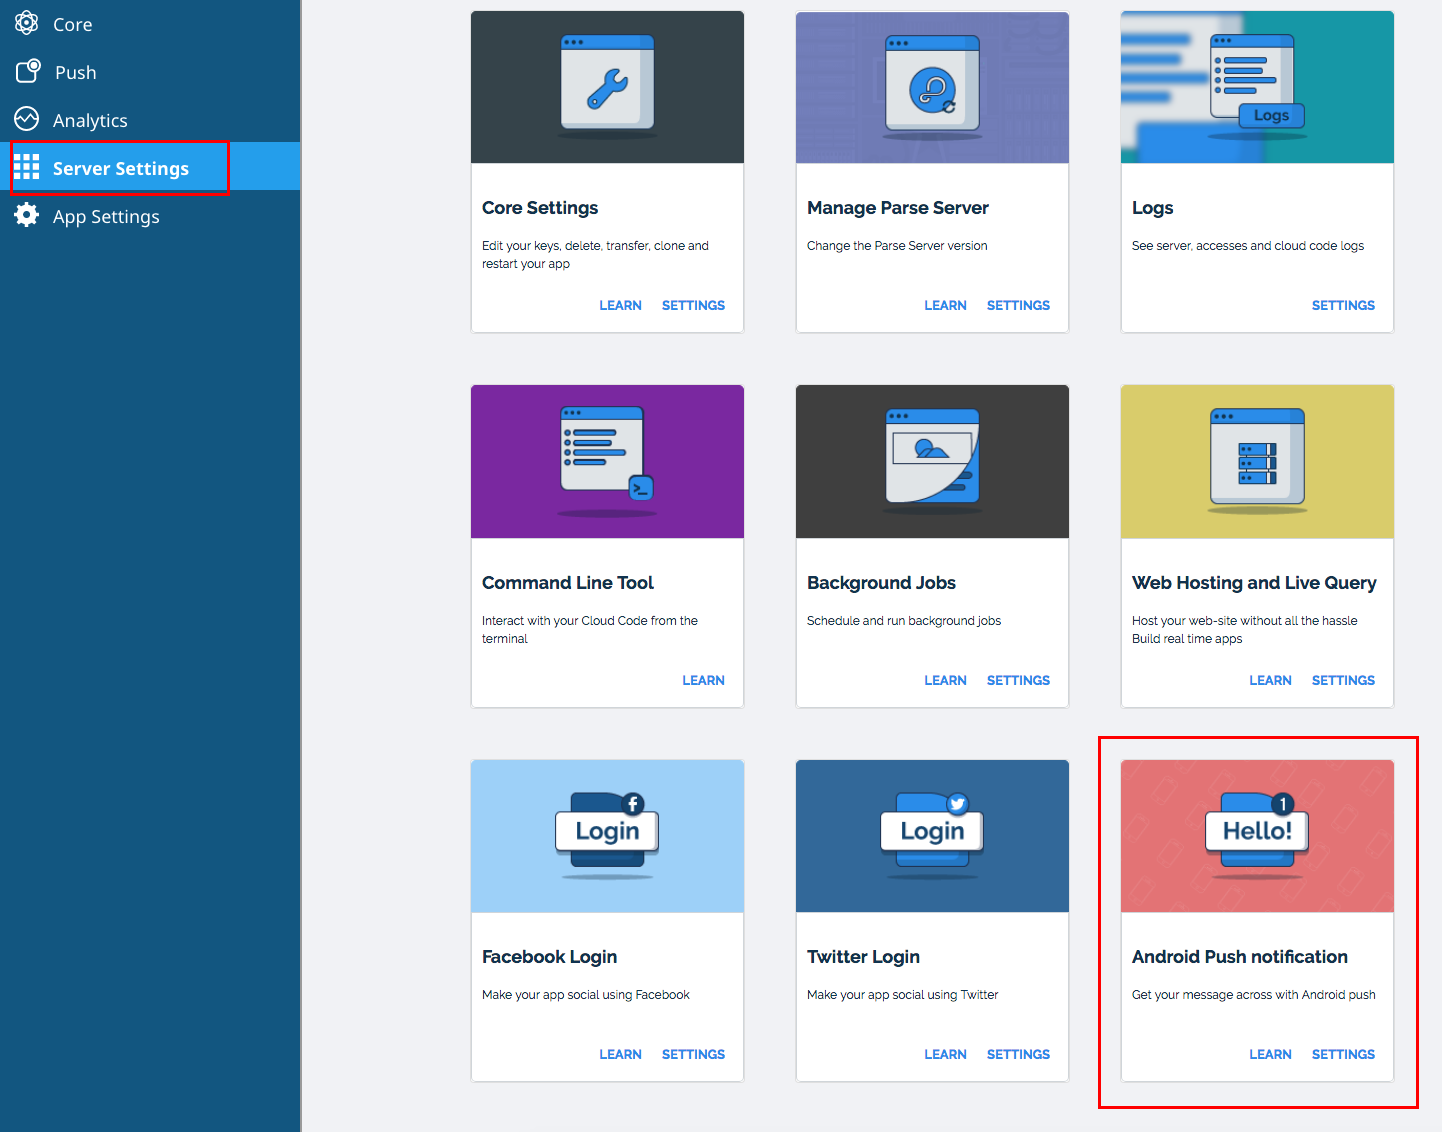 Core
Push
Analytics
Server Settings
App Settings
Logs
Core Settings
Edit your keys, delete, transfer, clone and
restart your app
LEARN SETTINGS
Manage Parse Server
Change the Parse Server version
LEARN SETTINGS
Logs
See server, accesses and cloud code logs
SETTINGS
>_
Command Line Tool
Interact with your Cloud Code from the
terminal
LEARN
Background Jobs
Schedule and run background jobs
LEARN SETTINGS
Web Hosting and Live Query
Host your web-site without all the hassle
Build real time apps
LEARN SETTINGS
f
Login
Facebook Login
Make your app social using Facebook
LEARN SETTINGS
Login
Twitter Login
Make your app social using Twitter
LEARN SETTINGS
1
Hello!
Android Push notification
Get your message across with Android push
LEARN SETTINGS